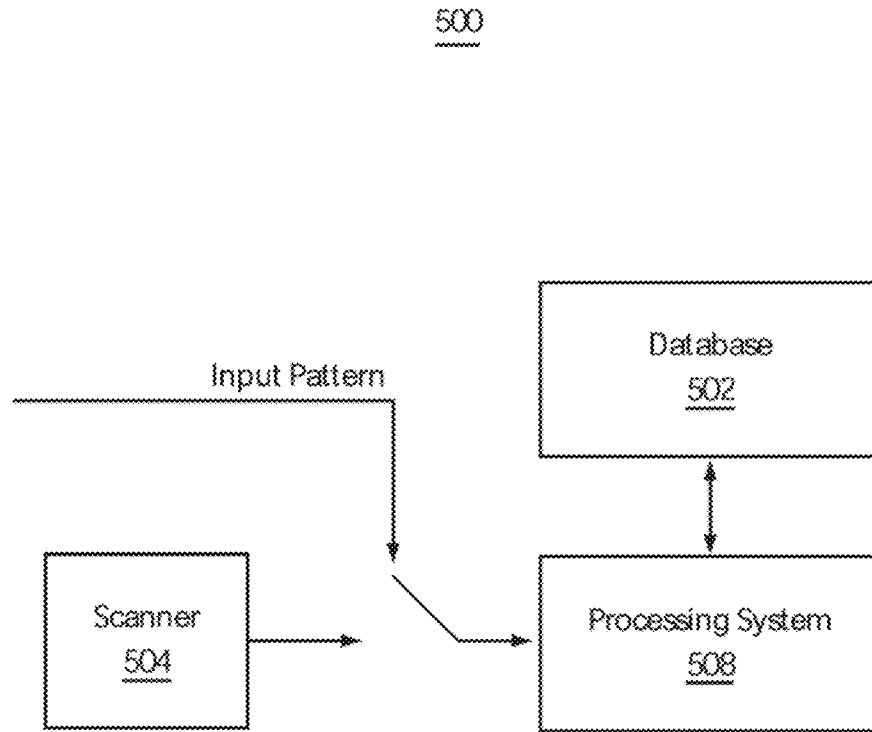 500
Database
502
Input Pattern
Scanner
504
Processing System
508